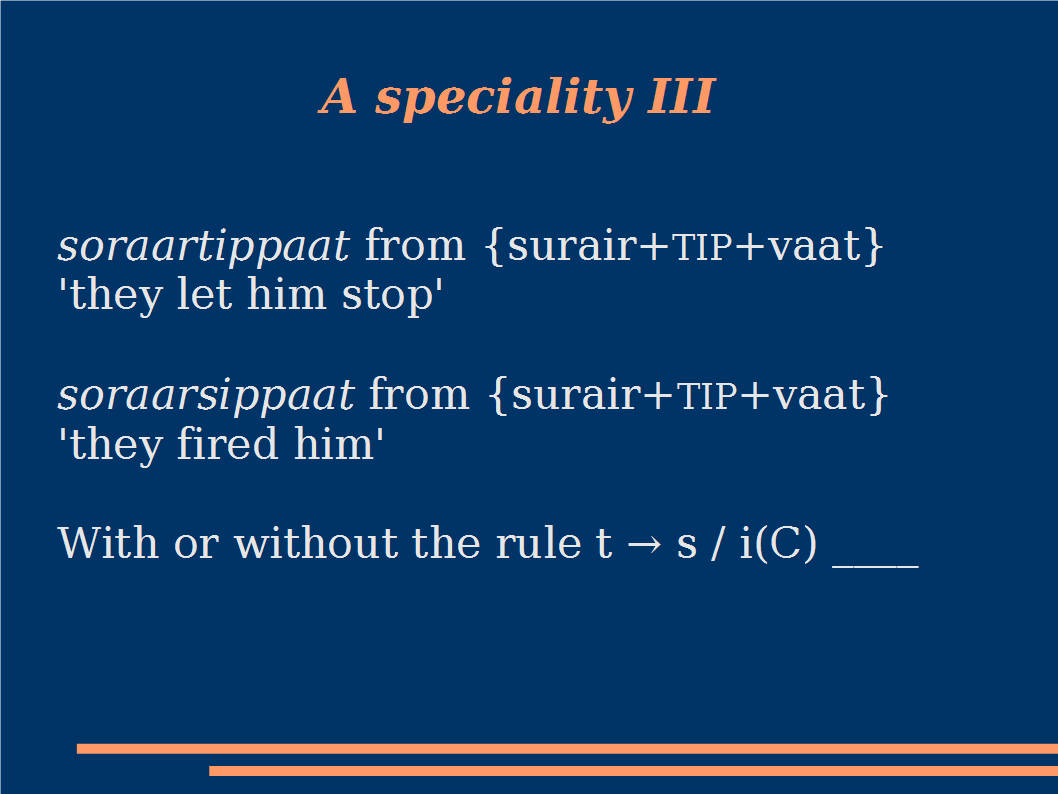 A speciality III
soraartippaat from {surair+TIP+vaat}
'they let him stop'
soraarsippaat from {surair+TIP+vaat}
'they fired him'
With or without the rule t → s / i(C) ____